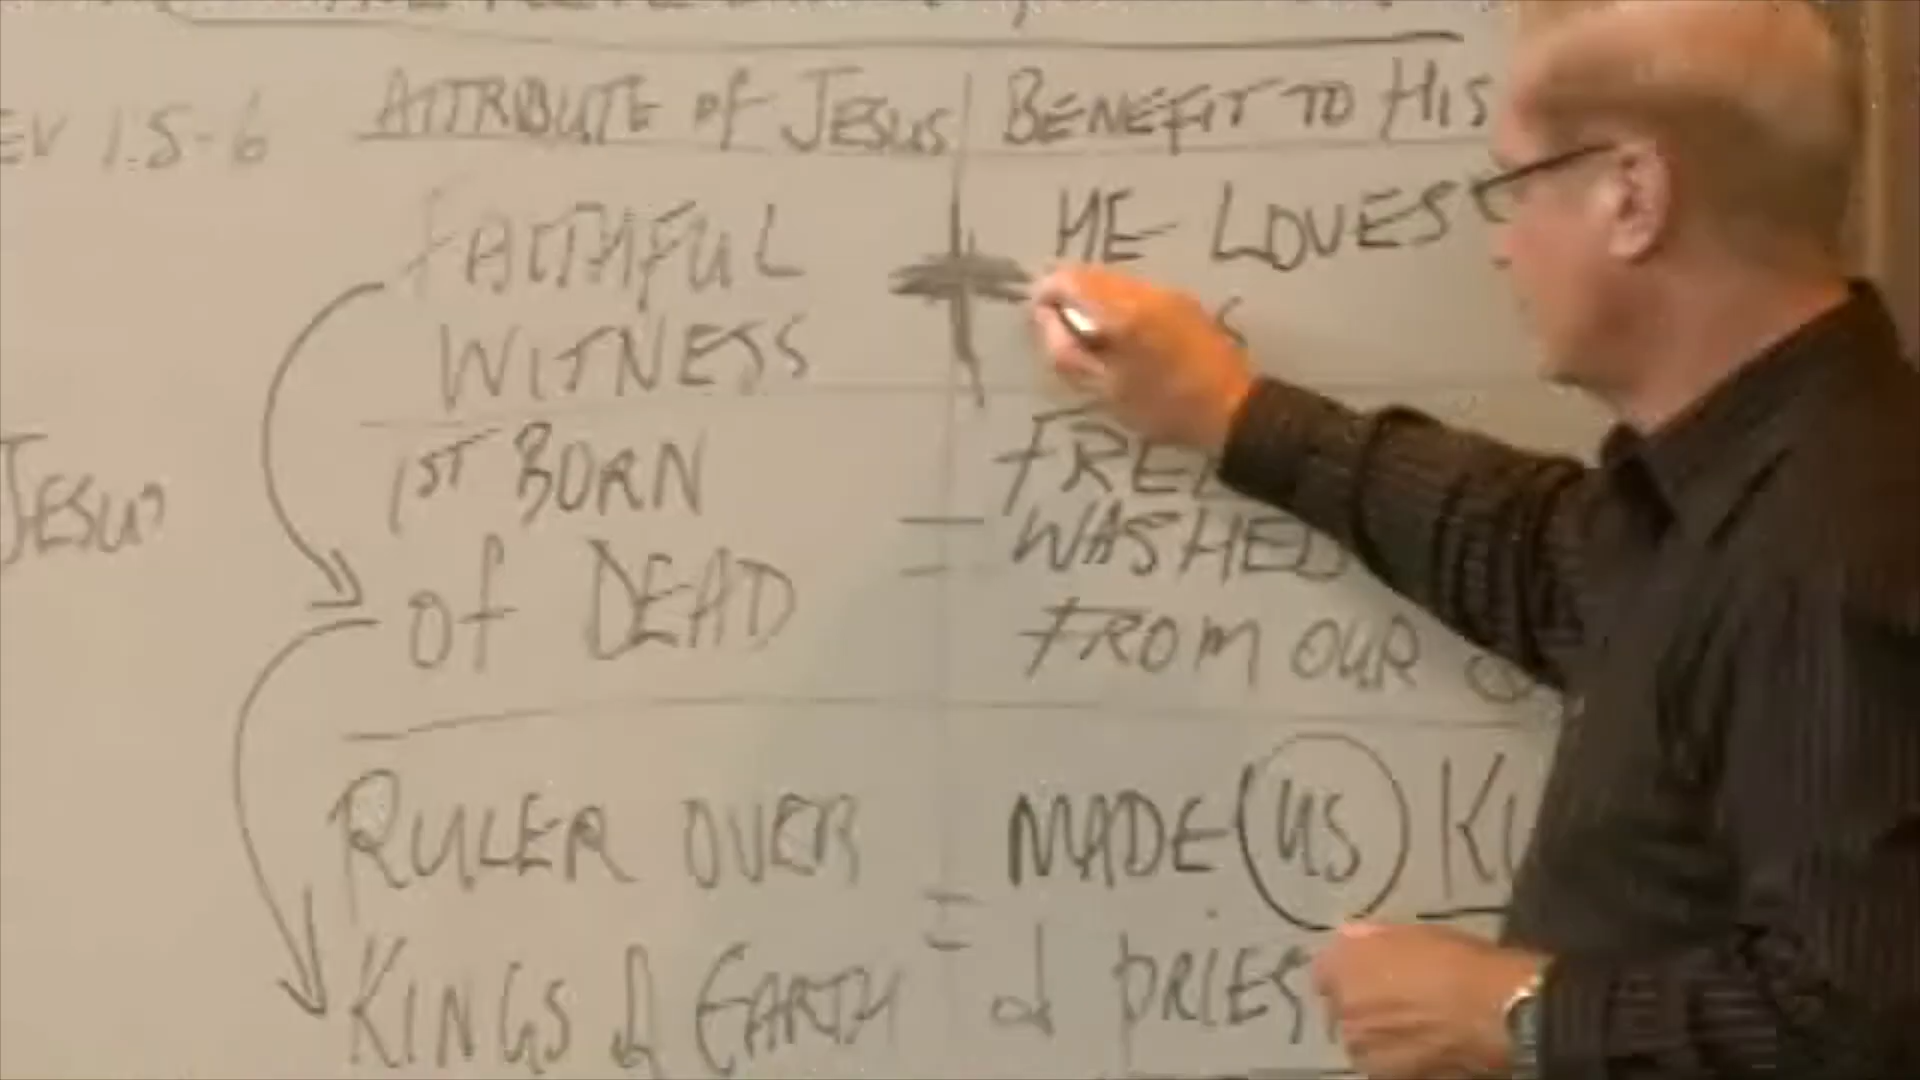 EV 1:5-6 ATTRIBUTE of JESUS BENEFIT TO HIS
FAITHFUL HE LOVES
WITNESS
1ST BORN FREE
JESUS = WASHED
of DEAD FROM OUR
RULER OVER MADE US
=
KINGS of EARTH & PRIES